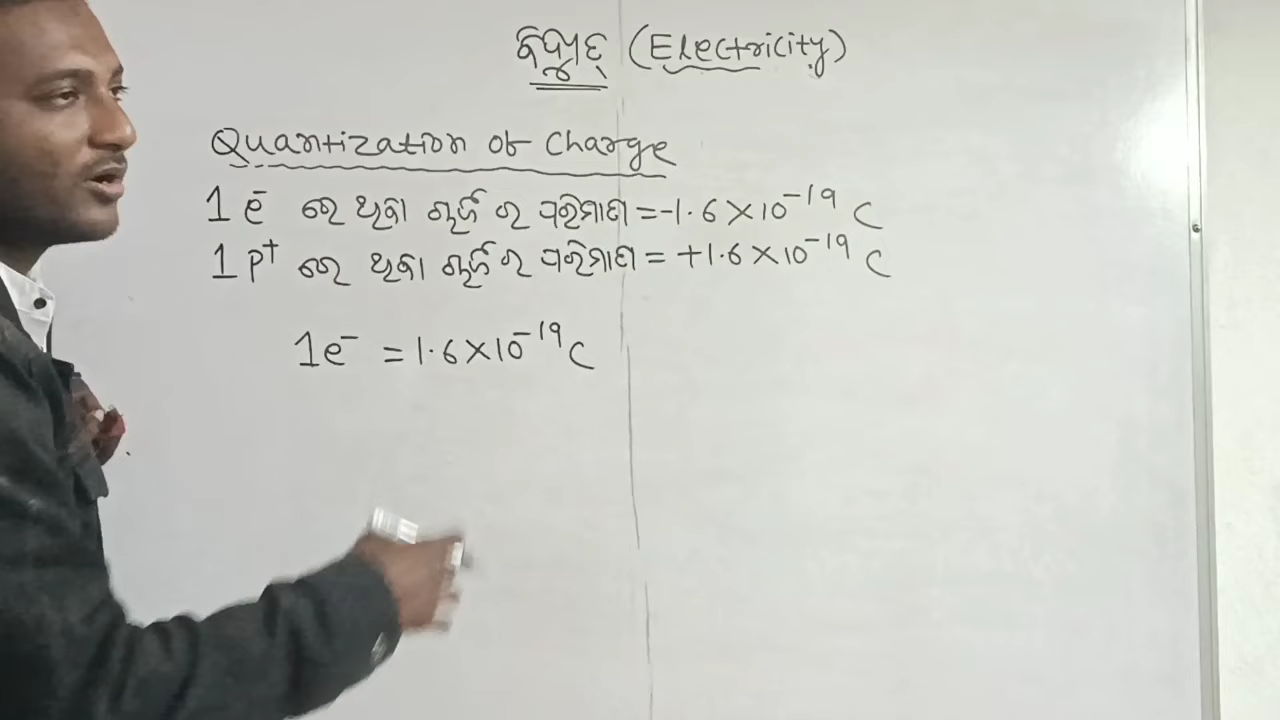 ବିଦ୍ୟୁତ୍ (Electricity)
Quantization of Charge
1 e⁻ ରେ ଥିବା ଚାର୍ଜ ର ପରିମାଣ = -1.6 × 10⁻¹⁹ C
1 p⁺ ରେ ଥିବା ଚାର୍ଜ ର ପରିମାଣ = +1.6 × 10⁻¹⁹ C
1e⁻ = 1.6 × 10⁻¹⁹ C